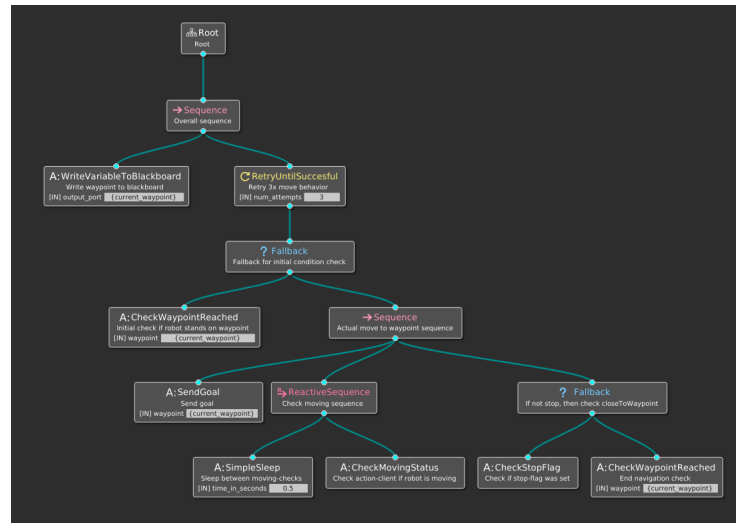 Root
Root
Sequence
Overall sequence
A:WriteVariableToBlackboard
Write waypoint to blackboard
[IN] output_port {current_waypoint}
RetryUntilSuccesful
Retry 3x move behavior
[IN] num_attempts 3
? Fallback
Fallback for initial condition check
A:CheckWaypointReached
Initial check if robot stands on waypoint
[IN] waypoint {current_waypoint}
Sequence
Actual move to waypoint sequence
A:SendGoal
Send goal
[IN] waypoint {current_waypoint}
ReactiveSequence
Check moving sequence
? Fallback
If not stop, then check closeToWaypoint
A:SimpleSleep
Sleep between moving-checks
[IN] time_in_seconds 0.5
A:CheckMovingStatus
Check action-client if robot is moving
A:CheckStopFlag
Check if stop-flag was set
A:CheckWaypointReached
End navigation check
[IN] waypoint {current_waypoint}